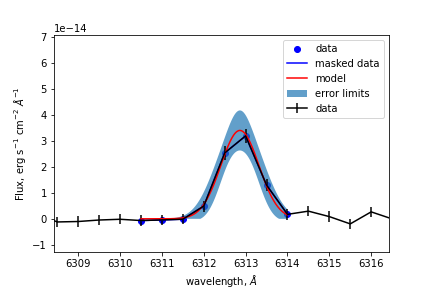 1e−14
7
6
5
4
3
2
1
0
−1
Flux, erg s⁻¹ cm⁻² Å⁻¹
data
masked data
model
error limits
data
6309 6310 6311 6312 6313 6314 6315 6316
wavelength, Å